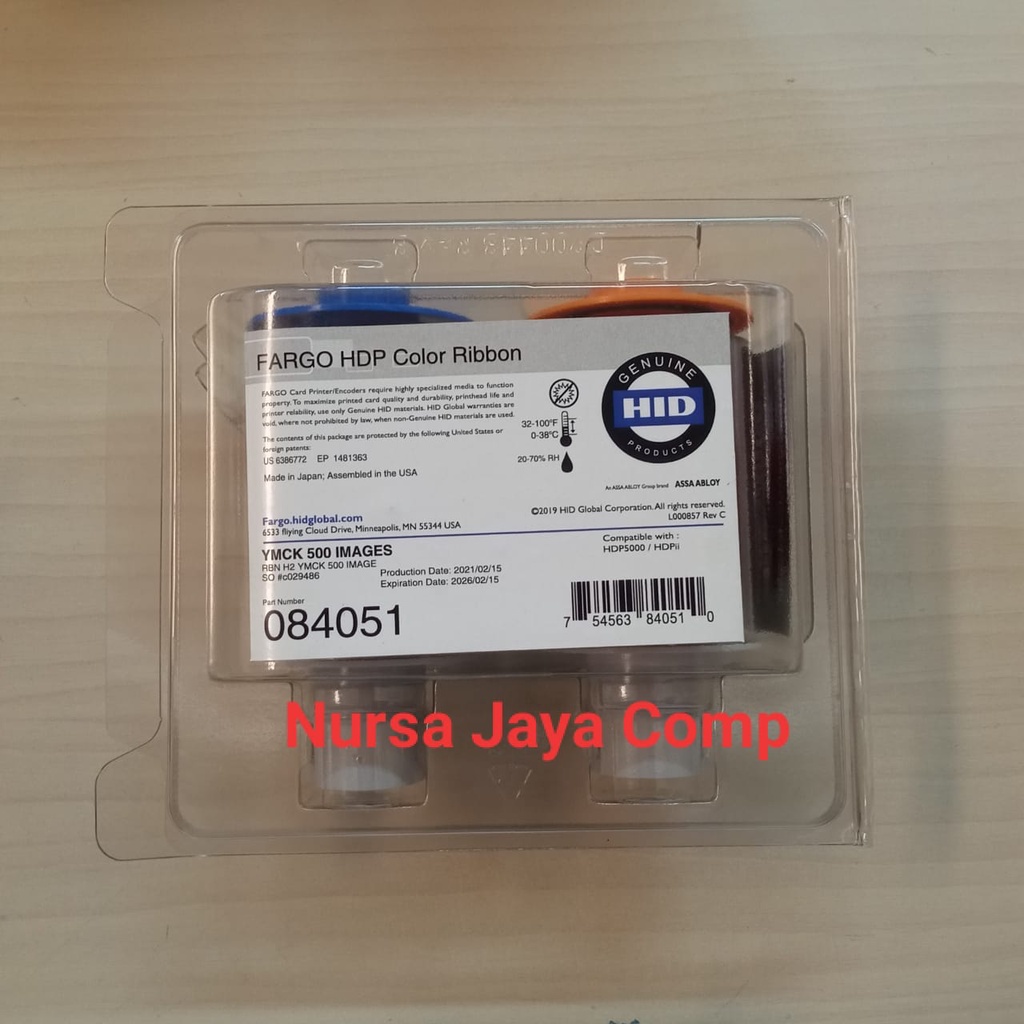 FARGO HDP Color Ribbon
FARGO Card Printer/Encoders require highly specialized media to function
property. To maximize printed card quality and durability, printhead life and
printer reliability, use only Genuine HID materials. HID Global warranties are
void, where not prohibited by law, when non-Genuine HID materials are used.
The contents of this package are protected by the following United States or
foreign patents:
US 6386772 EP 1481363
Made in Japan; Assembled in the USA
32-100°F
0-38°C
20-70% RH
GENUINE
HID
PRODUCTS
An ASSA ABLOY Group brand ASSA ABLOY
©2019 HID Global Corporation. All rights reserved.
L000857 Rev C
Fargo.hidglobal.com
6533 fliying Cloud Drive, Minneapolis, MN 55344 USA
YMCK 500 IMAGES
RBN H2 YMCK 500 IMAGE
SO #c029486
Production Date: 2021/02/15
Expiration Date: 2026/02/15
Compatible with :
HDP5000 / HDPii
Part Number
084051
7 54563 84051 0
Nursa Jaya Comp